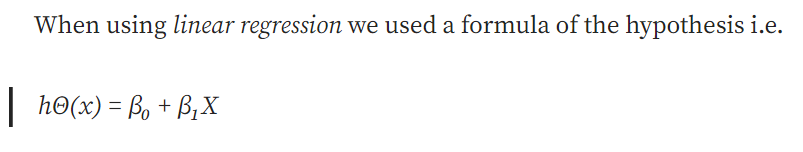 When using linear regression we used a formula of the hypothesis i.e.
hΘ(x) = β₀ + β₁X